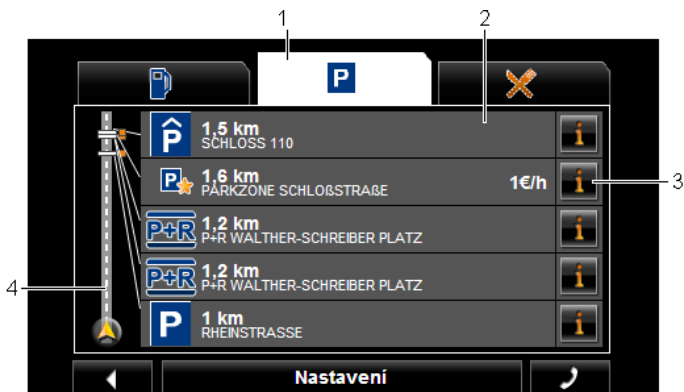 1
2
P
P
1,5 km
SCHLOSS 110
i
P
1,6 km
PARKZONE SCHLOßSTRAßE
1€/h
i
3
P+R
1,2 km
P+R WALTHER-SCHREIBER PLATZ
i
P+R
1,2 km
P+R WALTHER-SCHREIBER PLATZ
i
4
P
1 km
RHEINSTRASSE
i
Nastavení